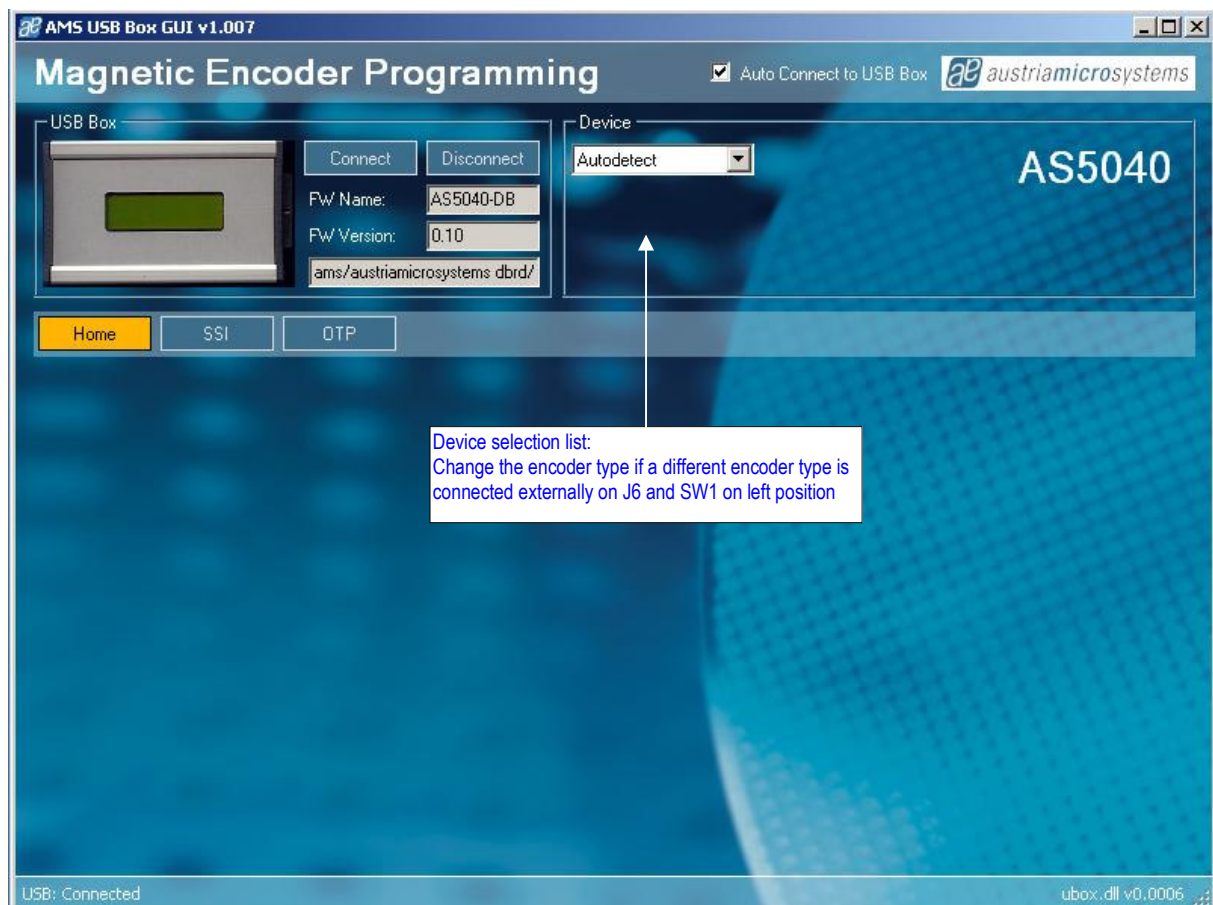 AMS USB Box GUI v1.007
Magnetic Encoder Programming
Auto Connect to USB Box
austriamicrosystems
USB Box
Connect
Disconnect
FW Name:
AS5040-DB
FW Version:
0.10
ams/austriamicrosystems dbrd/
Device
Autodetect
AS5040
Home
SSI
OTP
Device selection list:
Change the encoder type if a different encoder type is
connected externally on J6 and SW1 on left position
USB: Connected
ubox.dll v0.0006